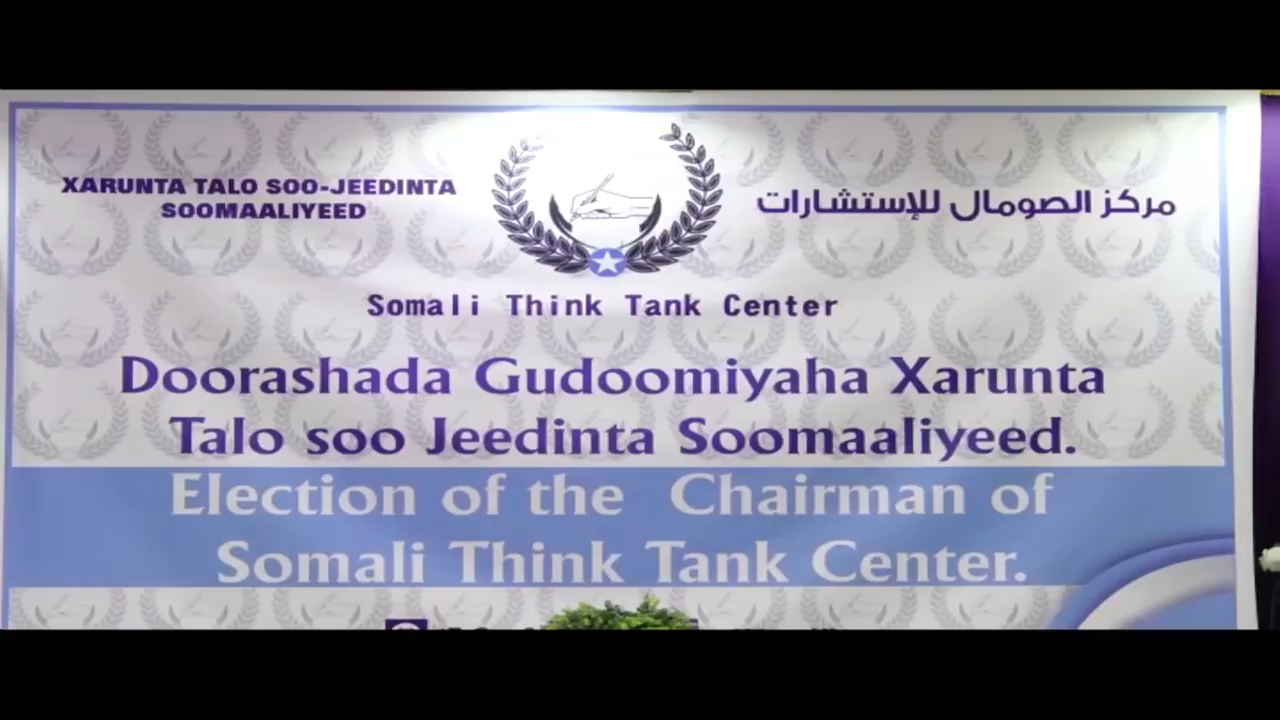 XARUNTA TALO SOO-JEEDINTA
SOOMAALIYEED
مركز الصومال للإستشارات
Somali Think Tank Center
Doorashada Gudoomiyaha Xarunta
Talo soo Jeedinta Soomaaliyeed.
Election of the Chairman of
Somali Think Tank Center.